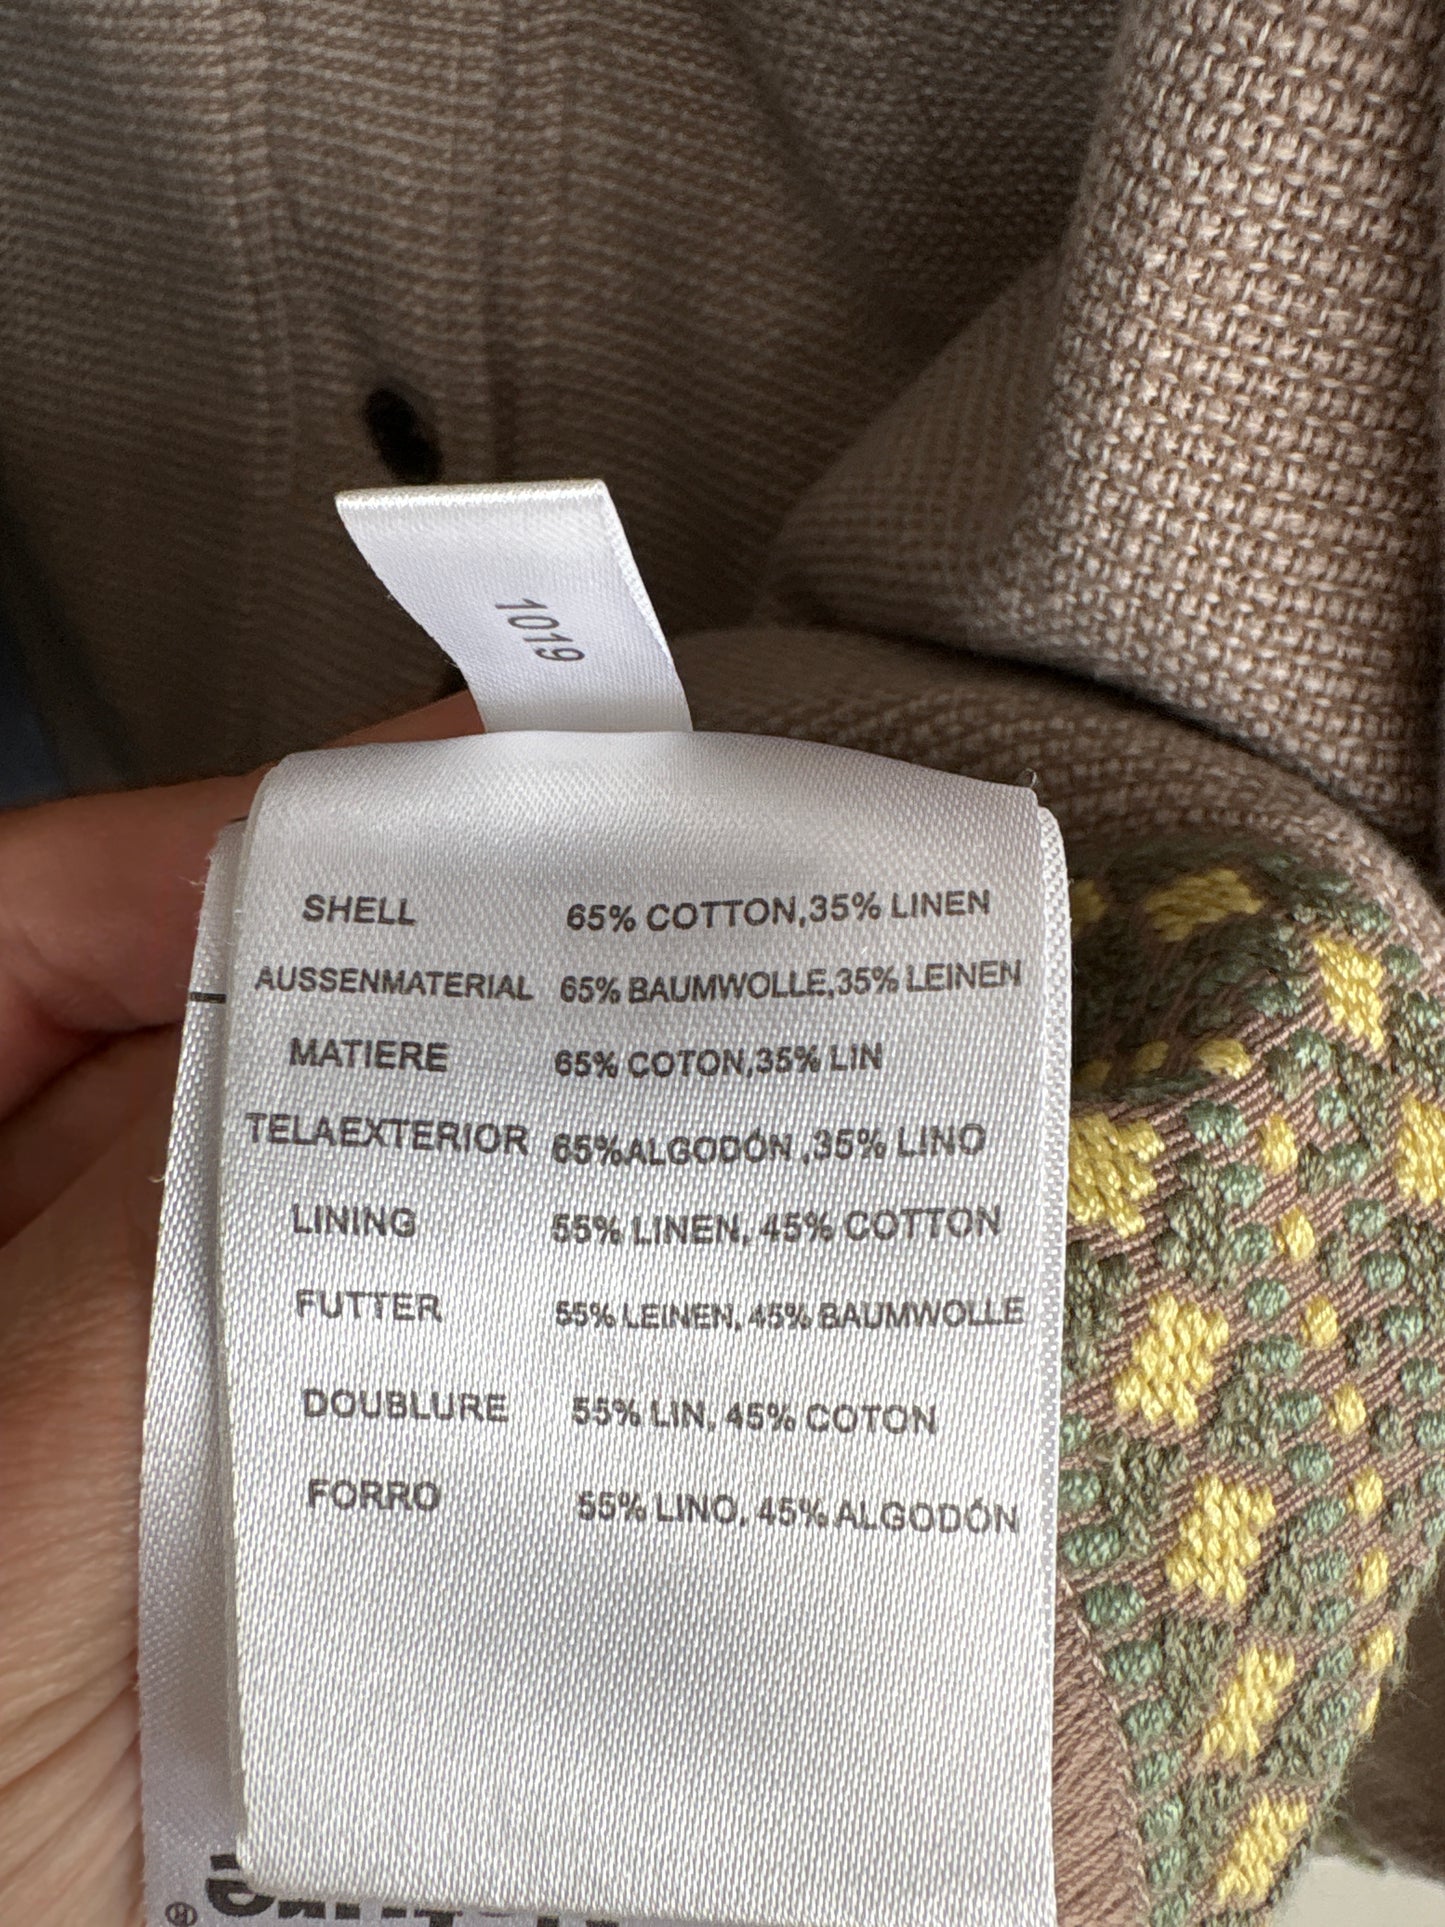 1019
SHELL 65% COTTON,35% LINEN
AUSSENMATERIAL 65% BAUMWOLLE,35% LEINEN
MATIERE 65% COTON,35% LIN
TELAEXTERIOR 65%ALGODÓN ,35% LINO
LINING 55% LINEN, 45% COTTON
FUTTER 55% LEINEN, 45% BAUMWOLLE
DOUBLURE 55% LIN, 45% COTON
FORRO 55% LINO, 45% ALGODÓN
®